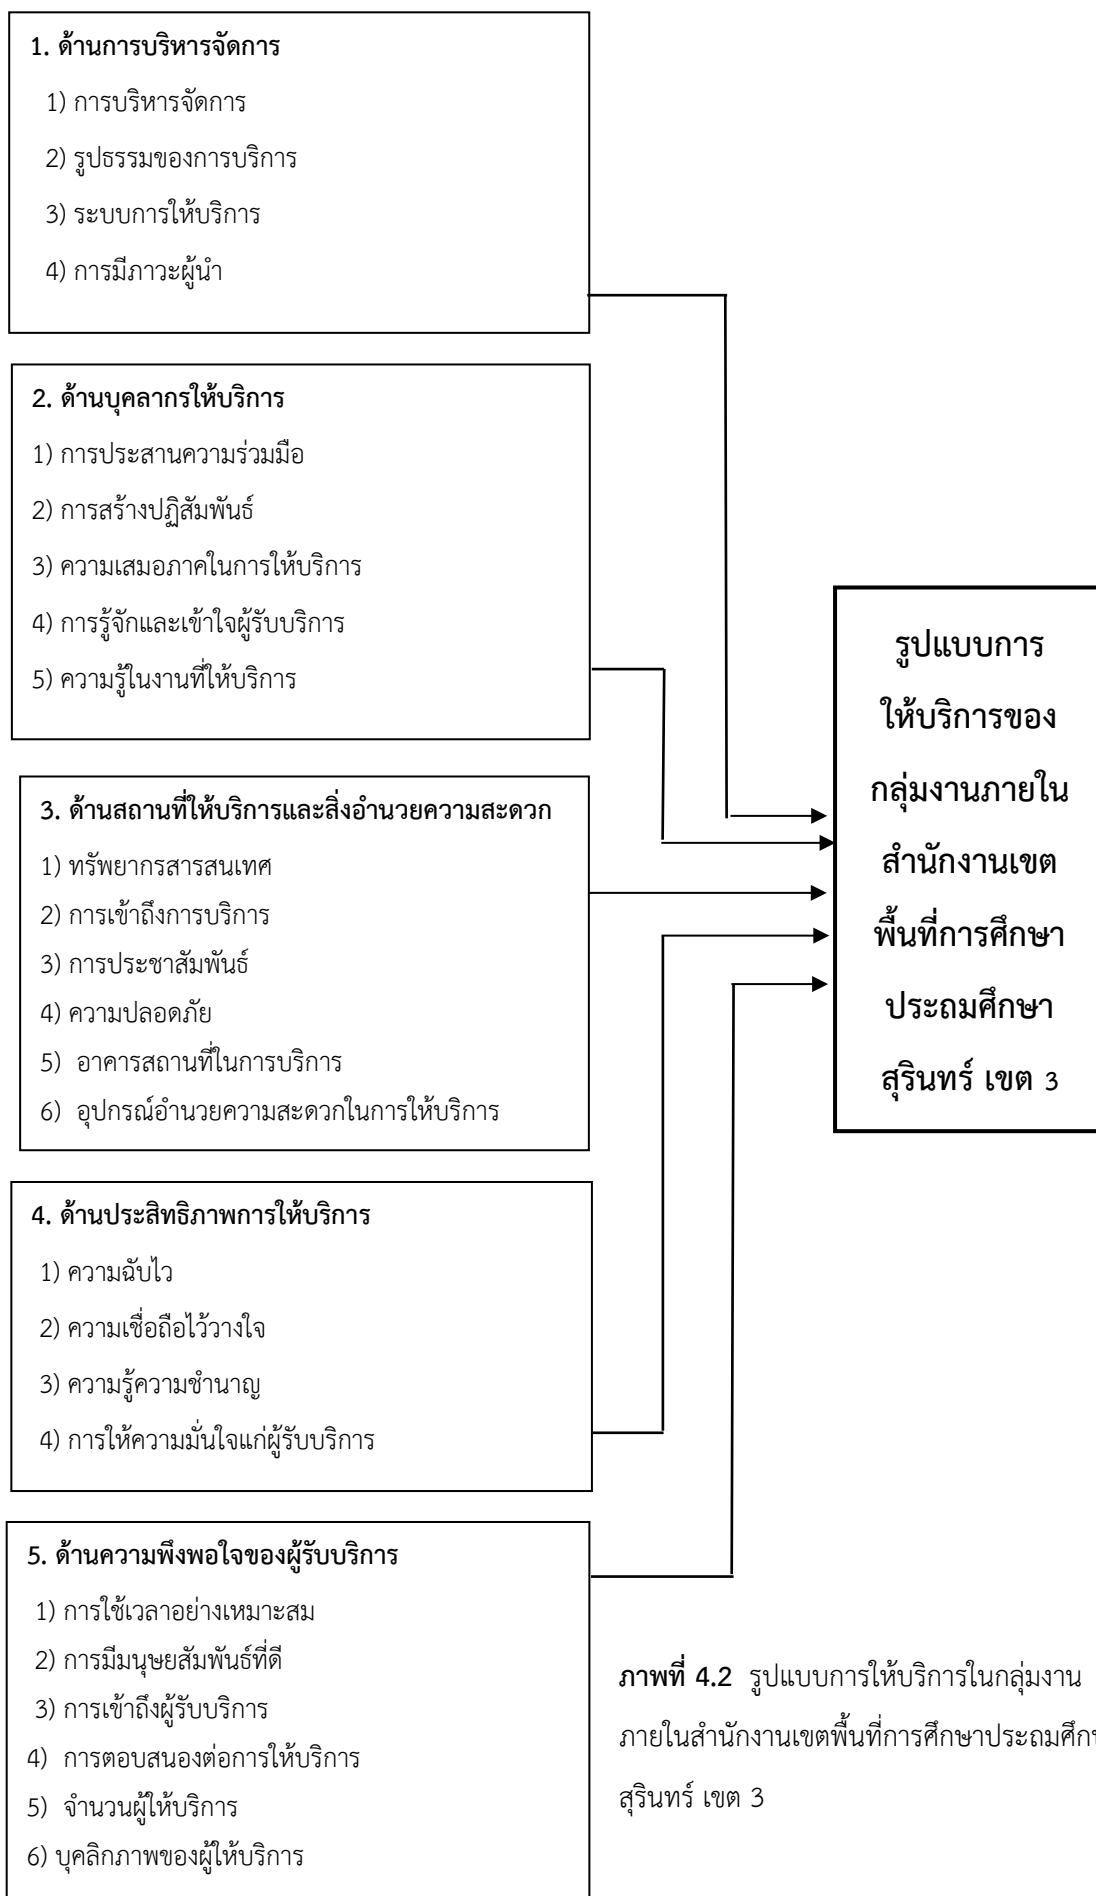 1. ด้านการบริหารจัดการ
1) การบริหารจัดการ
2) รูปธรรมของการบริการ
3) ระบบการให้บริการ
4) การมีภาวะผู้นำ
2. ด้านบุคลากรให้บริการ
1) การประสานความร่วมมือ
2) การสร้างปฏิสัมพันธ์
3) ความเสมอภาคในการให้บริการ
4) การรู้จักและเข้าใจผู้รับบริการ
5) ความรู้ในงานที่ให้บริการ
3. ด้านสถานที่ให้บริการและสิ่งอำนวยความสะดวก
1) ทรัพยากรสารสนเทศ
2) การเข้าถึงการบริการ
3) การประชาสัมพันธ์
4) ความปลอดภัย
5) อาคารสถานที่ในการบริการ
6) อุปกรณ์อำนวยความสะดวกในการให้บริการ
4. ด้านประสิทธิภาพการให้บริการ
1) ความฉับไว
2) ความเชื่อถือไว้วางใจ
3) ความรู้ความชำนาญ
4) การให้ความมั่นใจแก่ผู้รับบริการ
5. ด้านความพึงพอใจของผู้รับบริการ
1) การใช้เวลาอย่างเหมาะสม
2) การมีมนุษยสัมพันธ์ที่ดี
3) การเข้าถึงผู้รับบริการ
4) การตอบสนองต่อการให้บริการ
5) จำนวนผู้ให้บริการ
6) บุคลิกภาพของผู้ให้บริการ
รูปแบบการ
ให้บริการของ
กลุ่มงานภายใน
สำนักงานเขต
พื้นที่การศึกษา
ประถมศึกษา
สุรินทร์ เขต 3
ภาพที่ 4.2 รูปแบบการให้บริการในกลุ่มงาน
ภายในสำนักงานเขตพื้นที่การศึกษาประถมศึก
สุรินทร์ เขต 3